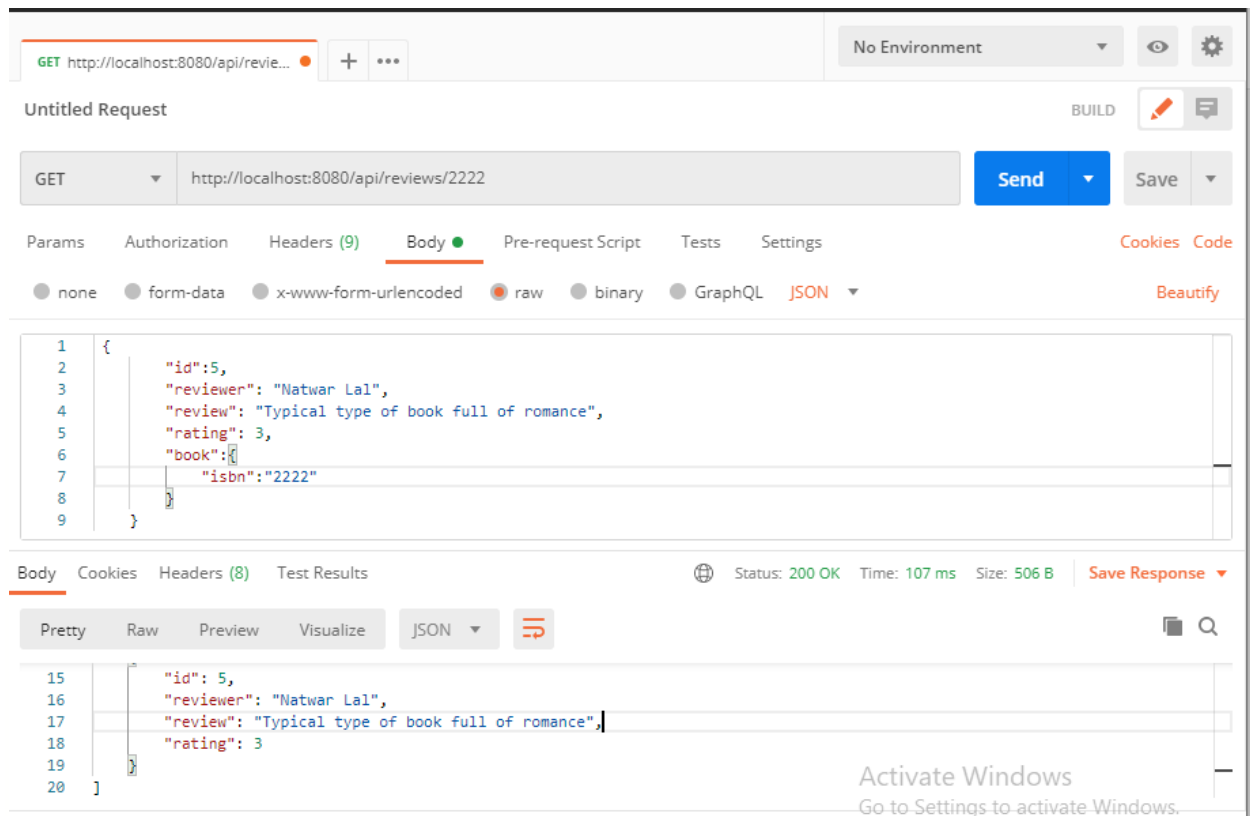 GET http://localhost:8080/api/revie... + ••• No Environment
Untitled Request BUILD
GET http://localhost:8080/api/reviews/2222 Send Save
Params Authorization Headers (9) Body Pre-request Script Tests Settings Cookies Code
none form-data x-www-form-urlencoded raw binary GraphQL JSON Beautify
1 {
2 "id":5,
3 "reviewer": "Natwar Lal",
4 "review": "Typical type of book full of romance",
5 "rating": 3,
6 "book":{
7 "isbn":"2222"
8 }
9 }
Body Cookies Headers (8) Test Results Status: 200 OK Time: 107 ms Size: 506 B Save Response
Pretty Raw Preview Visualize JSON
15 "id": 5,
16 "reviewer": "Natwar Lal",
17 "review": "Typical type of book full of romance",
18 "rating": 3
19 }
20 ]
Activate Windows
Go to Settings to activate Windows.